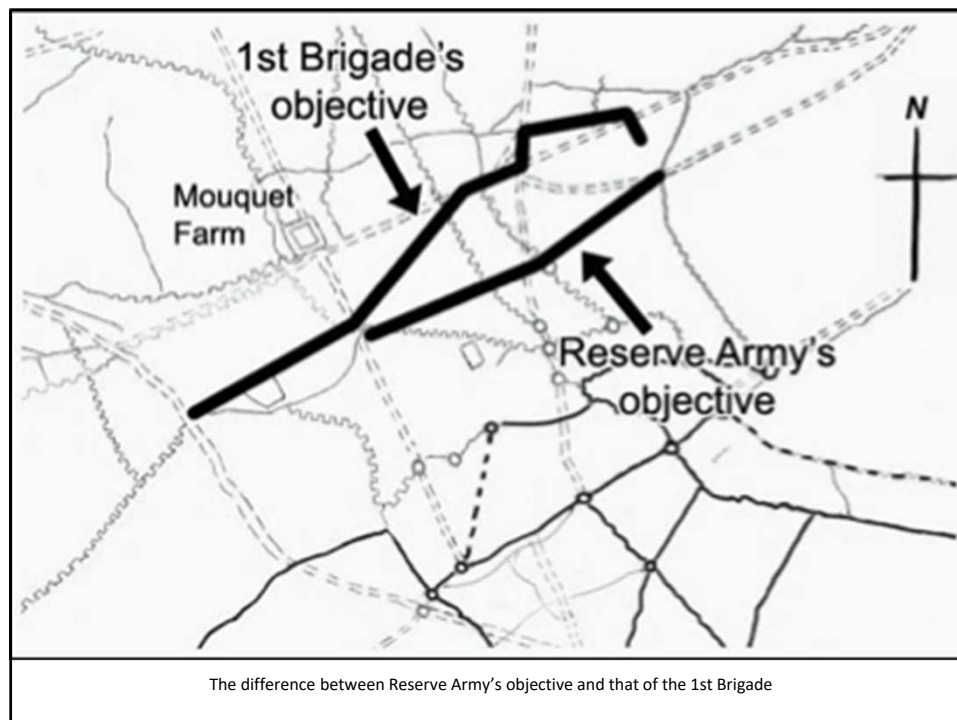 1st Brigade's
objective
N
Mouquet
Farm
Reserve Army's
objective
The difference between Reserve Army’s objective and that of the 1st Brigade